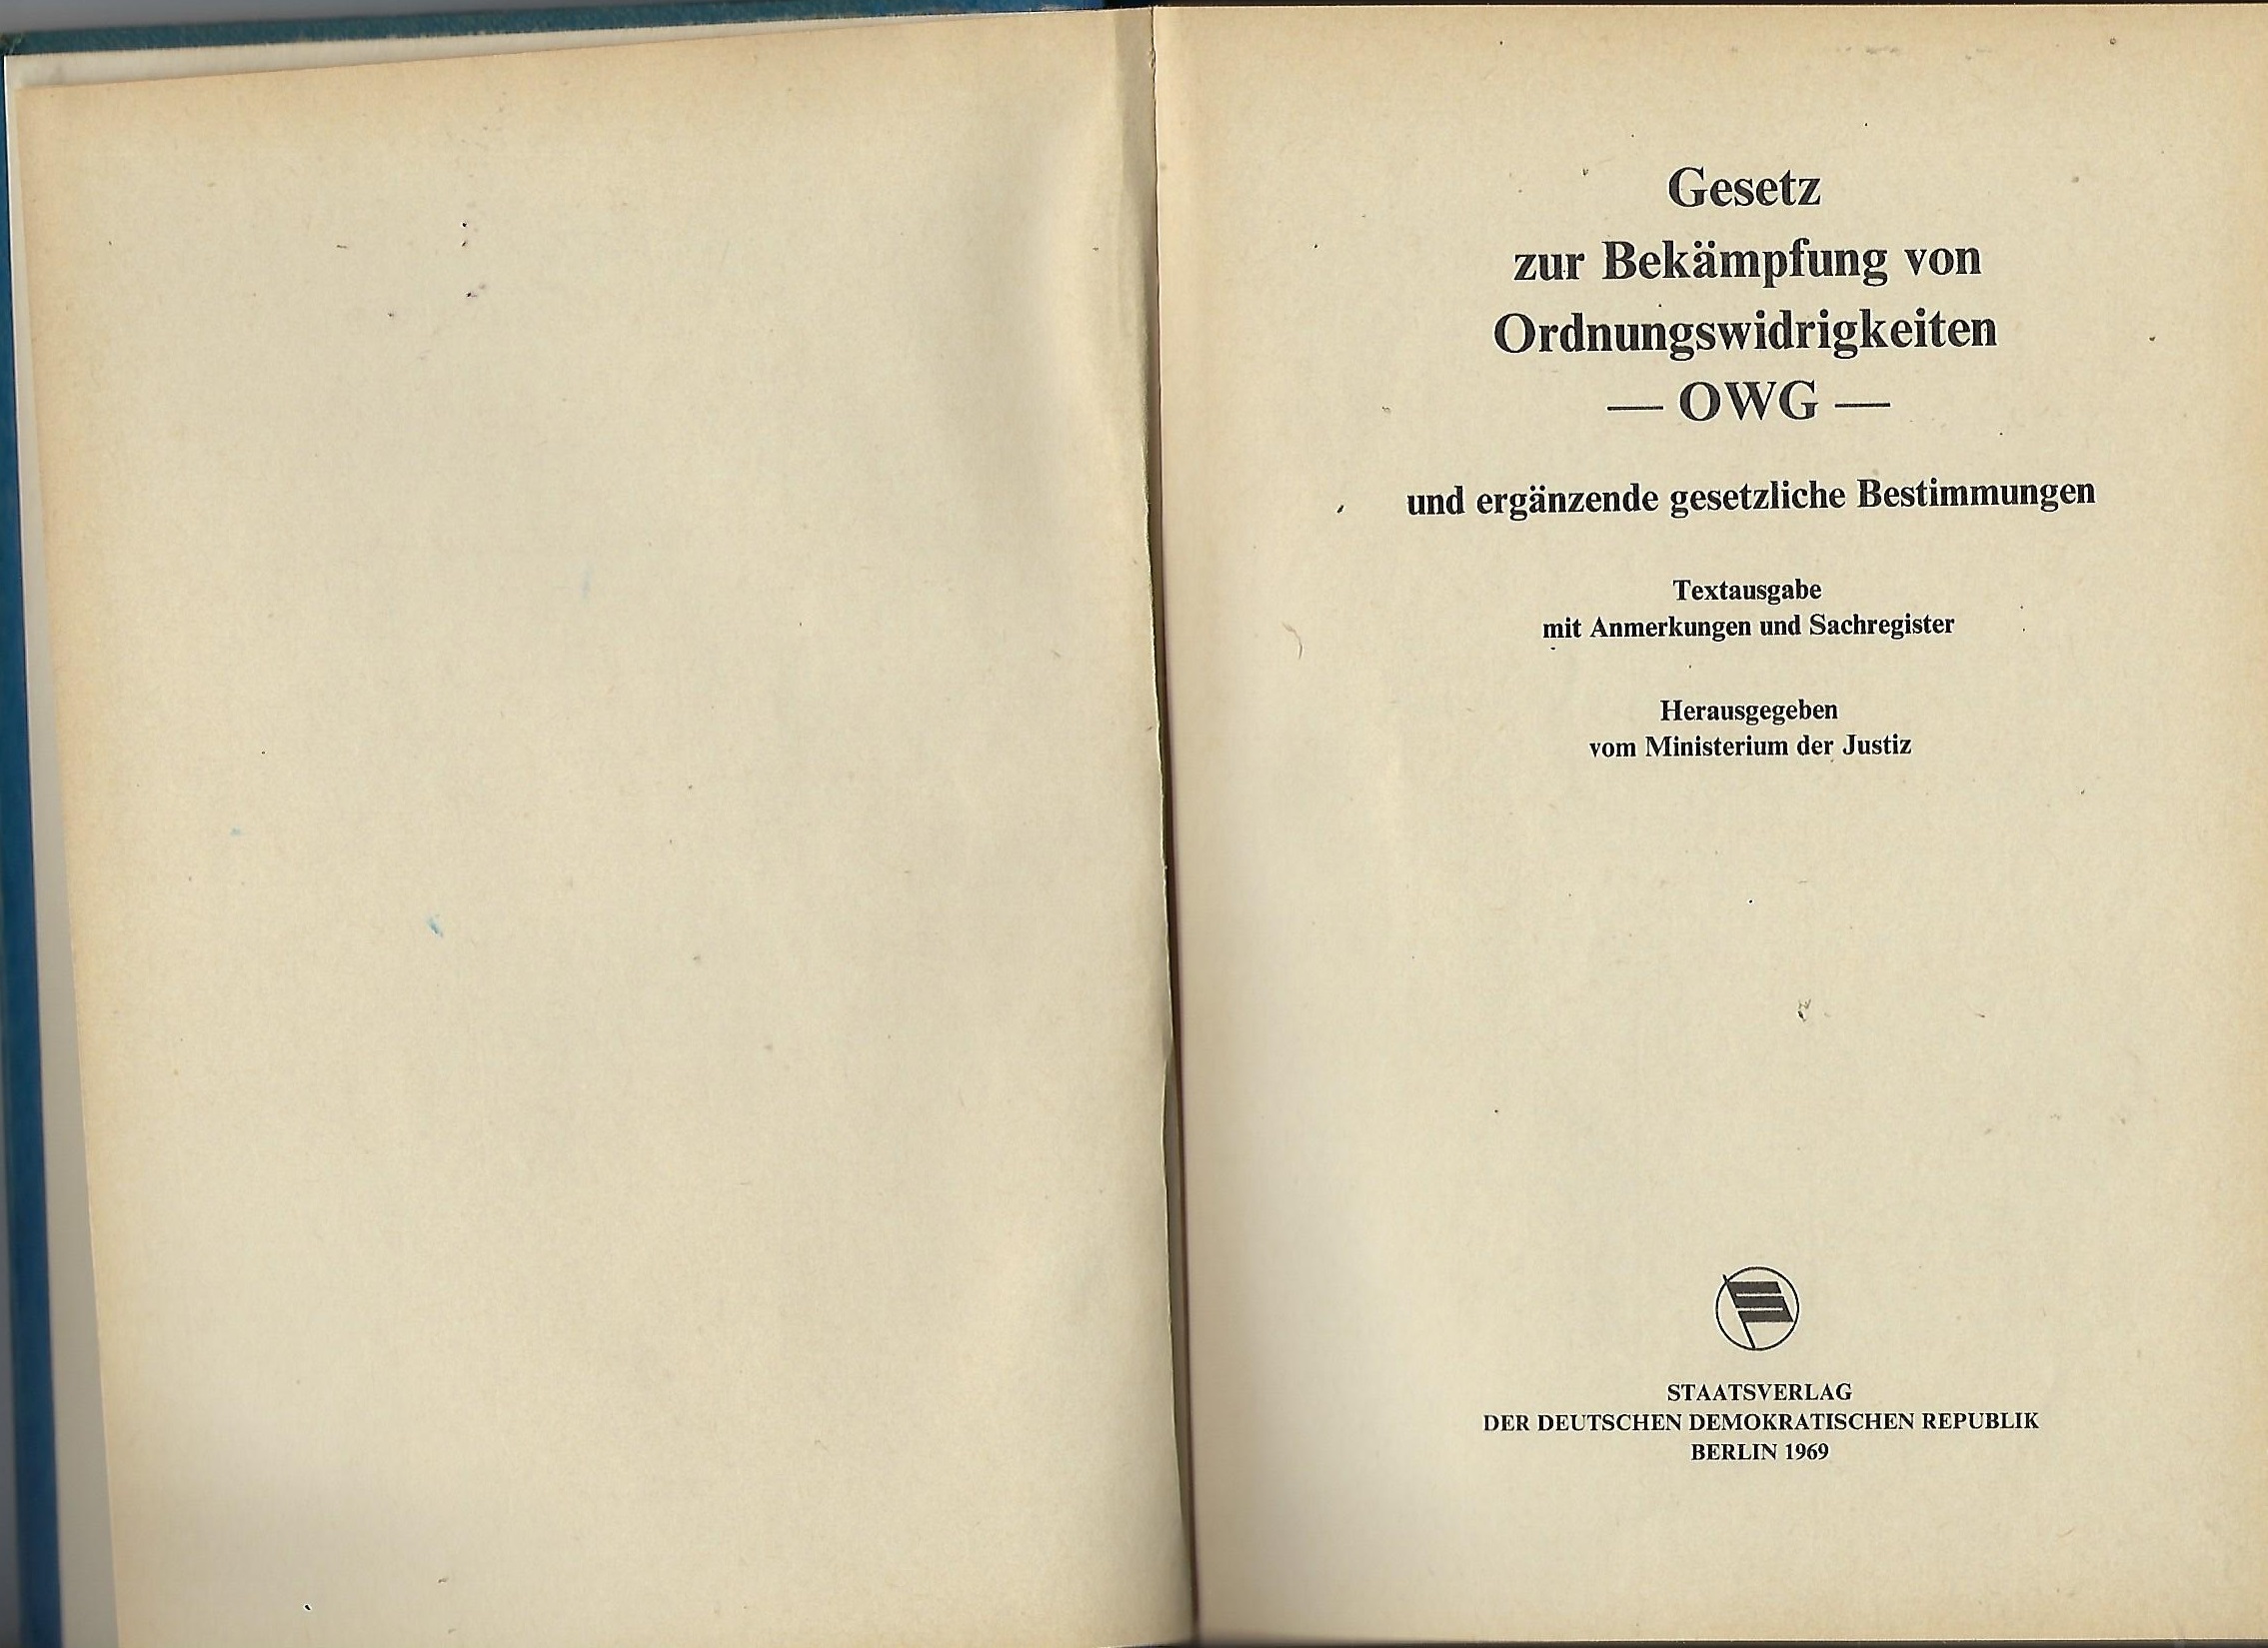 Gesetz
zur Bekämpfung von
Ordnungswidrigkeiten
— OWG —
und ergänzende gesetzliche Bestimmungen
Textausgabe
mit Anmerkungen und Sachregister
Herausgegeben
vom Ministerium der Justiz
STAATSVERLAG
DER DEUTSCHEN DEMOKRATISCHEN REPUBLIK
BERLIN 1969